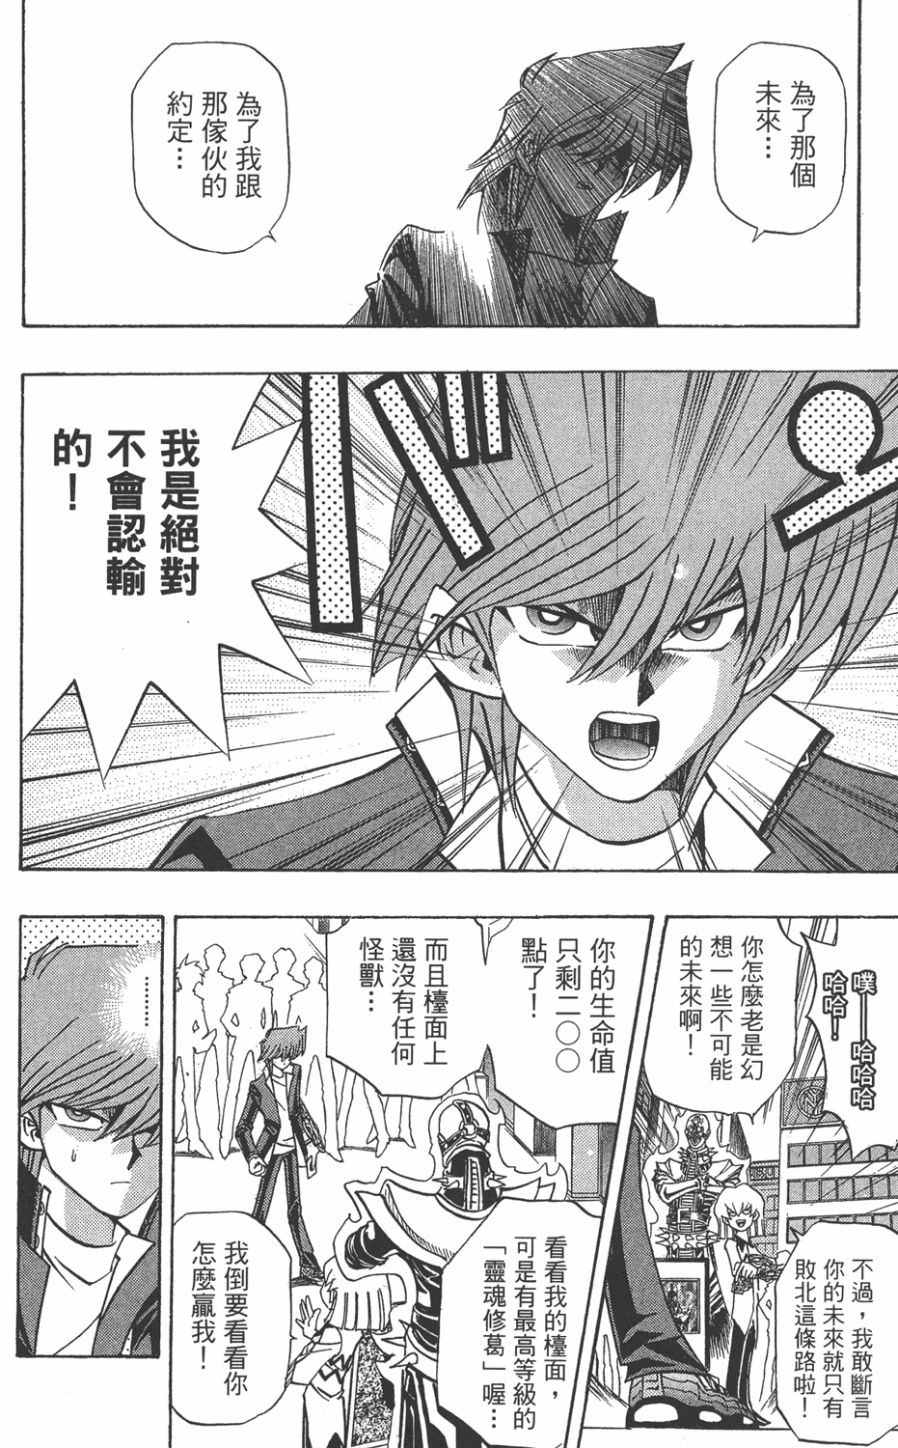 為了那個
未來…
為了我跟
那傢伙的
約定…
我是絕對
不會認輸
的！
噗──哈哈哈
哈哈！
你怎麼老是幻
想一些不可能
的未來啊！
不過，我敢斷言
你的未來就只有
敗北這條路啦！
你的生命值
只剩二〇〇
點了！
而且檯面上
還沒有任何
怪獸…
看看我的檯面，
可是有最高等級的
「靈魂修葛」喔…
我倒要看看你
怎麼贏我！
………